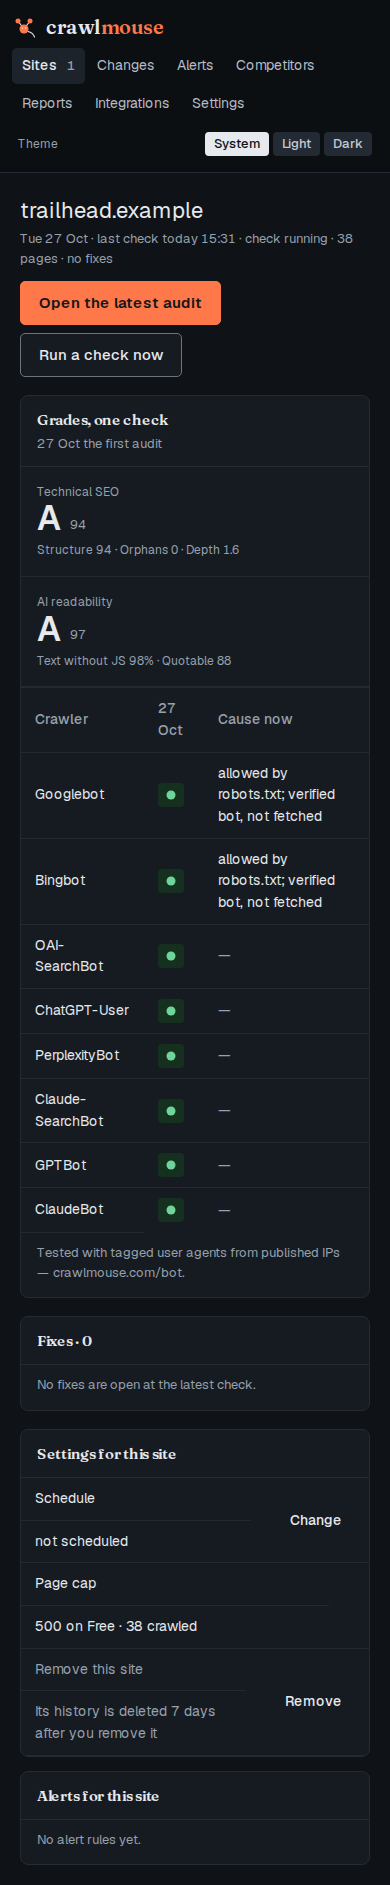 crawlmouse
Sites 1 Changes Alerts Competitors
Reports Integrations Settings
Theme System Light Dark
trailhead.example
Tue 27 Oct · last check today 15:31 · check running · 38
pages · no fixes
Open the latest audit
Run a check now
Grades, one check
27 Oct the first audit
Technical SEO
A 94
Structure 94 · Orphans 0 · Depth 1.6
AI readability
A 97
Text without JS 98% · Quotable 88
Crawler 27 Oct Cause now
Googlebot allowed by
robots.txt; verified
bot, not fetched
Bingbot allowed by
robots.txt; verified
bot, not fetched
OAI-
SearchBot —
ChatGPT-User —
PerplexityBot —
Claude-
SearchBot —
GPTBot —
ClaudeBot —
Tested with tagged user agents from published IPs
— crawlmouse.com/bot.
Fixes · 0
No fixes are open at the latest check.
Settings for this site
Schedule
Change
not scheduled
Page cap
500 on Free · 38 crawled
Remove this site
Remove
Its history is deleted 7 days
after you remove it
Alerts for this site
No alert rules yet.